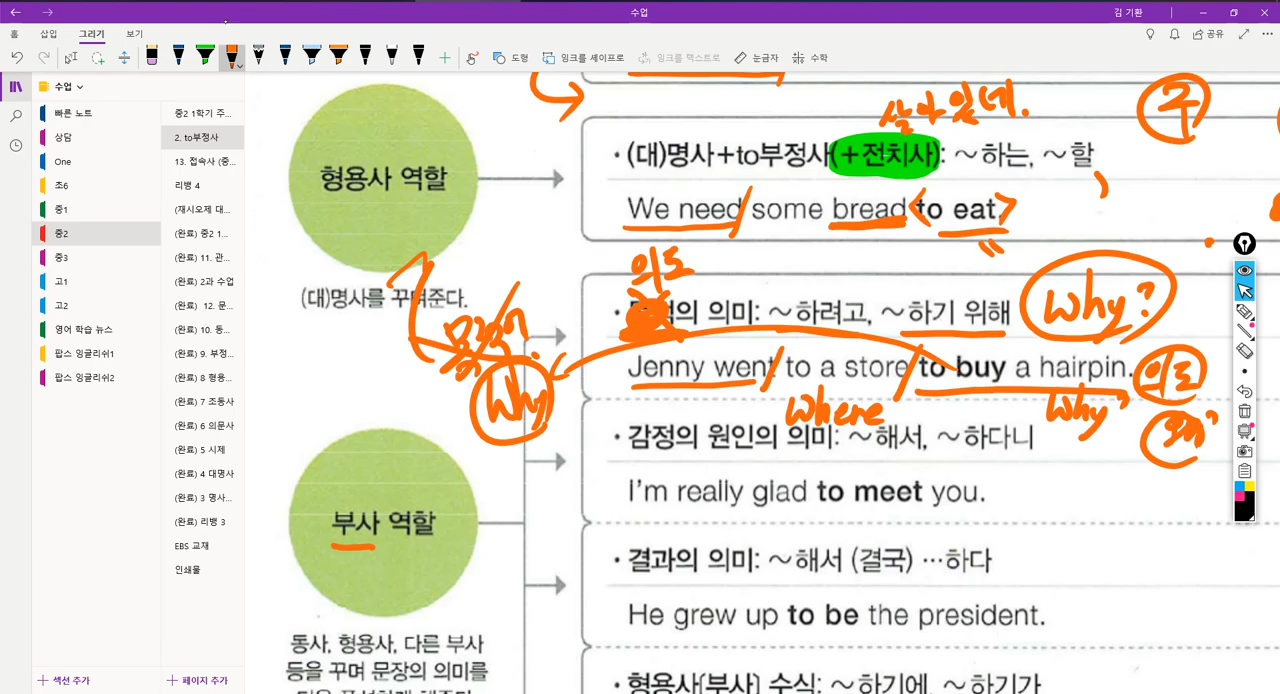 수업
김 기환
홈 삽입 그리기 보기
공유
도형
잉크를 셰이프로
잉크를 텍스트로
눈금자
수학
수업
빠른 노트
상담
One
초6
중1
중2
중3
고1
고2
영어 학습 뉴스
팝스 잉글리쉬1
팝스 잉글리쉬2
섹션 추가
중2 1학기 주...
2. to부정사
13. 접속사 (중...
리뱅 4
(재시오제 대...
(완료) 중2 1...
(완료) 11. 관...
(완료) 2과 수업
(완료) 12. 문...
(완료) 10. 동...
(완료) 9. 부정...
(완료) 8 형용...
(완료) 7 조동사
(완료) 6 의문사
(완료) 5 시제
(완료) 4 대명사
(완료) 3 명사...
(완료) 리뱅 3
EBS 교재
인쇄물
페이지 추가
형용사 역할
(대)명사를 꾸며준다.
살아있네.
주
· (대)명사+to부정사(+전치사): ~하는, ~할
We need some bread to eat.
의도
의 의미: ~하려고, ~하기 위해
Why?
Jenny went to a store to buy a hairpin.
의도
Why
Where
Why?
왜?
· 감정의 원인의 의미: ~해서, ~하다니
I'm really glad to meet you.
부사 역할
· 결과의 의미: ~해서 (결국) …하다
He grew up to be the president.
동사, 형용사, 다른 부사
등을 꾸며 문장의 의미를
· 형용사(부사) 수식: ~하기에, ~하기가